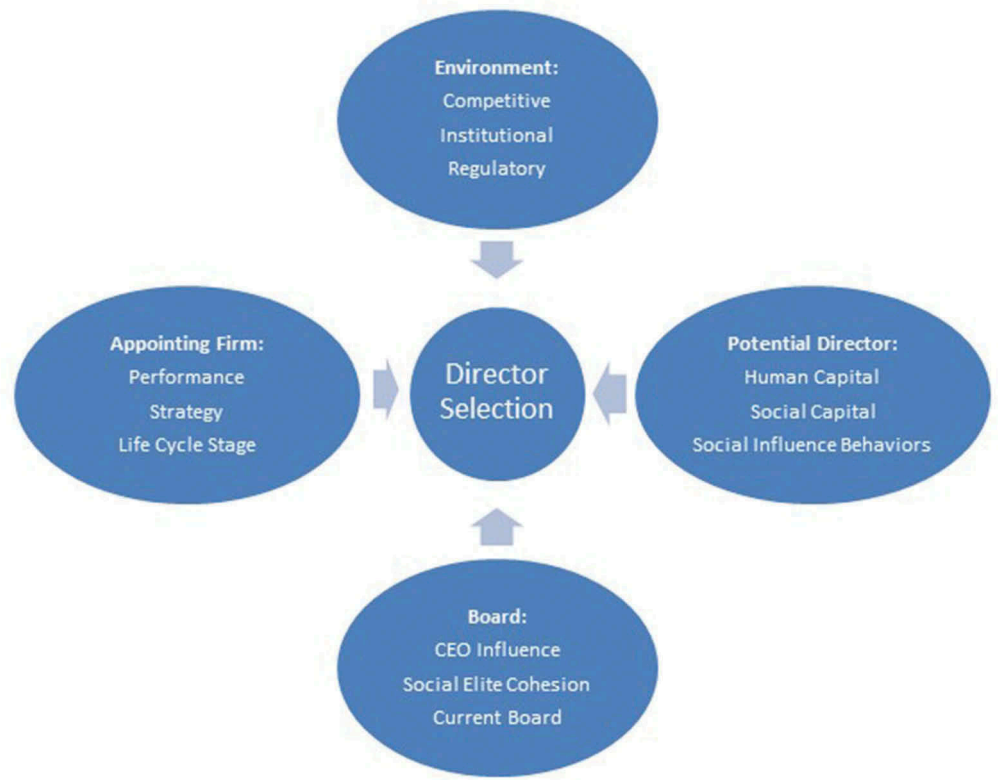 Environment:
Competitive
Institutional
Regulatory
Appointing Firm:
Performance
Strategy
Life Cycle Stage
Director
Selection
Potential Director:
Human Capital
Social Capital
Social Influence Behaviors
Board:
CEO Influence
Social Elite Cohesion
Current Board